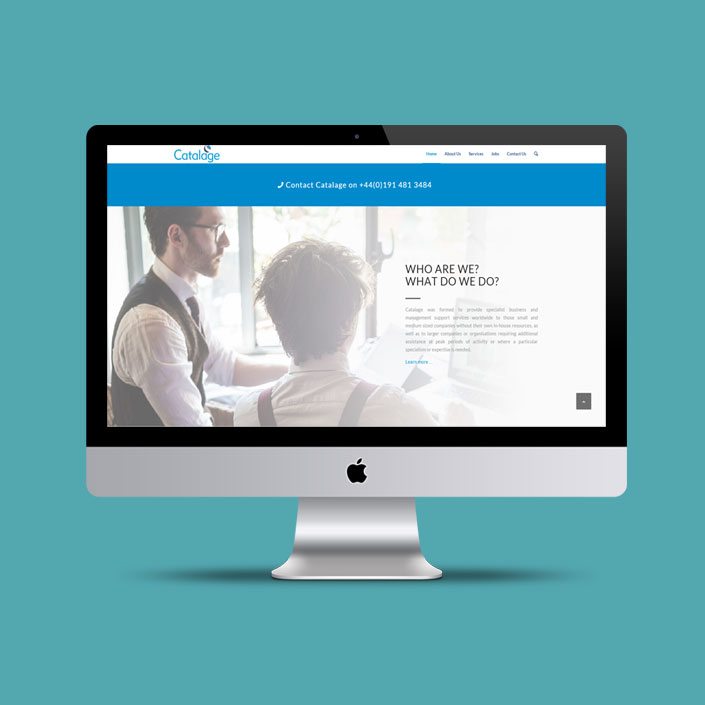 Catalage
Home About Us Services Jobs Contact Us
Contact Catalage on +44(0)191 481 3484
WHO ARE WE?
WHAT DO WE DO?
Catalage was formed to provide specialist business and
management support services worldwide to those small and
medium-sized companies without their own in-house resources, as
well as to larger companies or organisations requiring additional
assistance at peak periods of activity or where a particular
specialism or expertise is needed.
Learn more